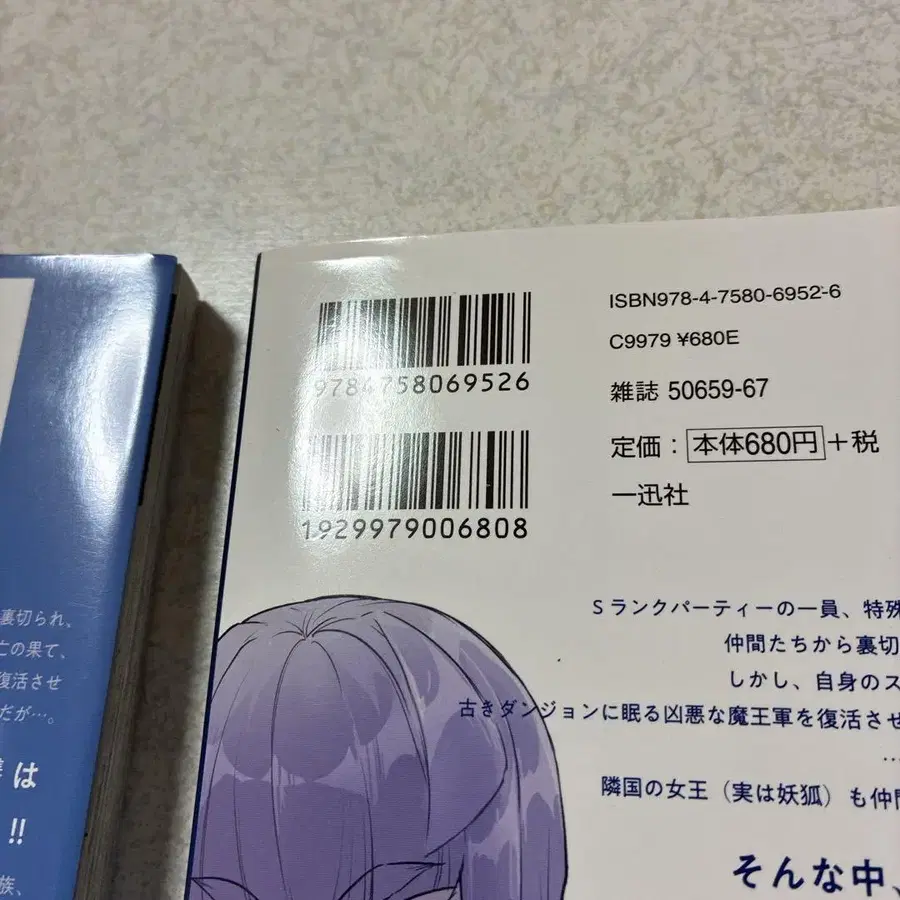 裏切られ、
亡の果て、
復活させ
だが…。
は
!!
族、
9784758069526
1929979006808
ISBN978-4-7580-6952-6
C9979 ¥680E
雑誌 50659-67
定価：本体680円+税
一迅社
Sランクパーティーの一員、特殊
仲間たちから裏切
しかし、自身のス
古きダンジョンに眠る凶悪な魔王軍を復活させ
…
隣国の女王（実は妖狐）も仲間
そんな中、